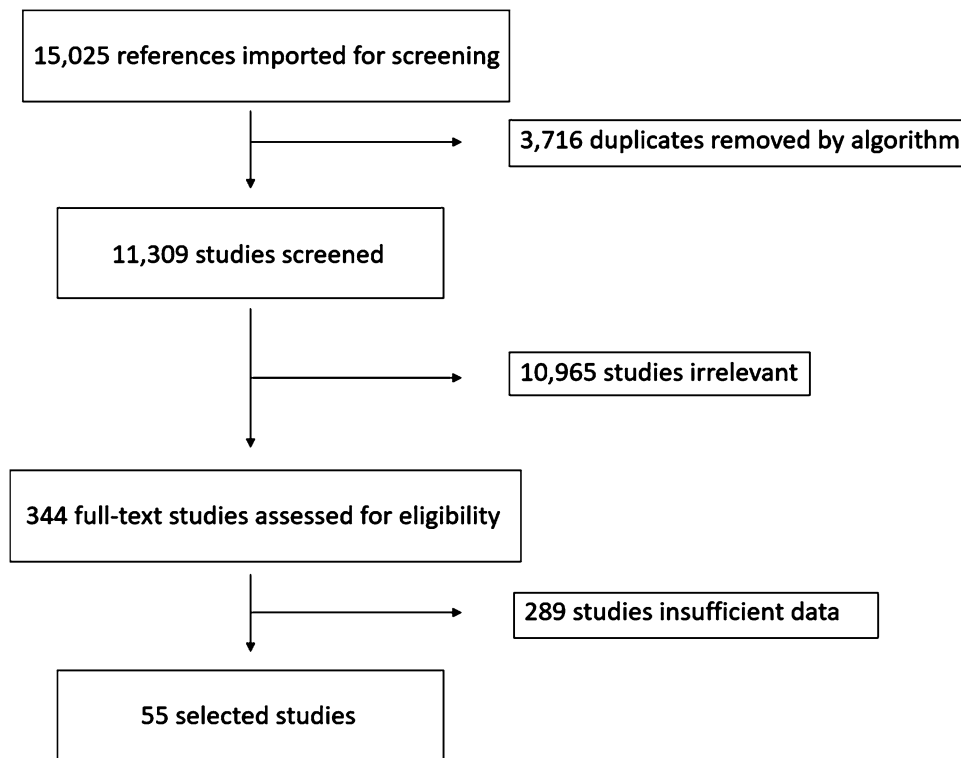 15,025 references imported for screening
3,716 duplicates removed by algorithm
11,309 studies screened
10,965 studies irrelevant
344 full-text studies assessed for eligibility
289 studies insufficient data
55 selected studies